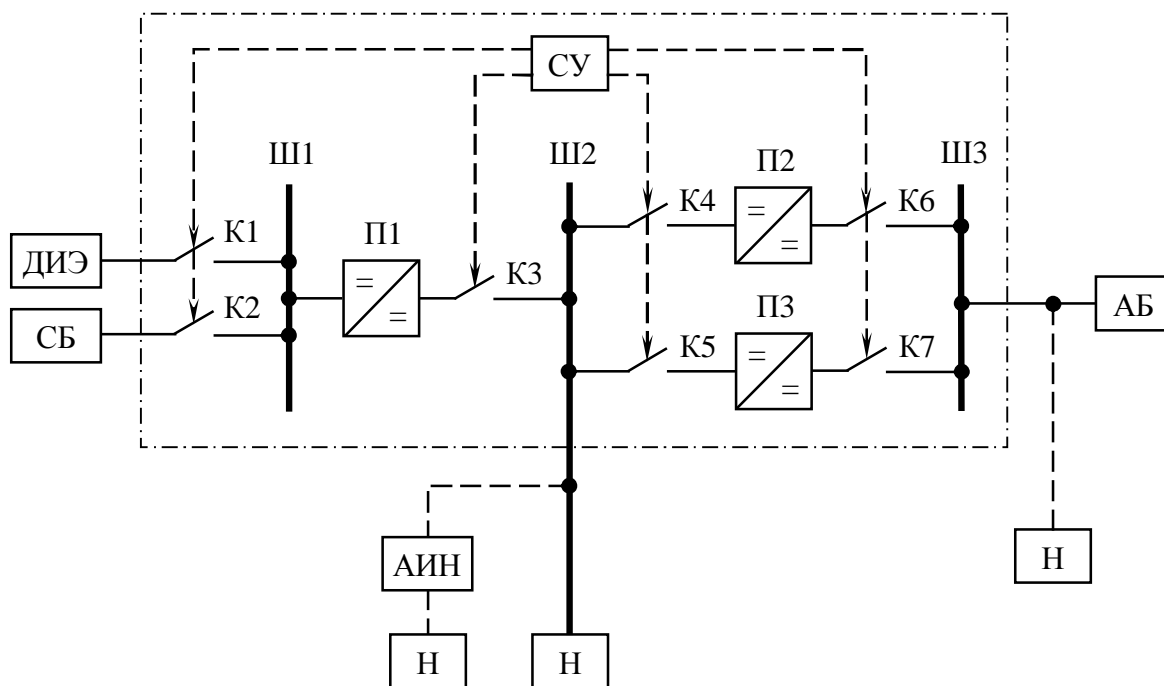 СУ
Ш1
Ш2
Ш3
П2
К4
К6
К1
П1
К3
ДИЭ
=
=
=
=
К2
П3
К5
К7
СБ
АБ
=
=
АИН
Н
Н
Н